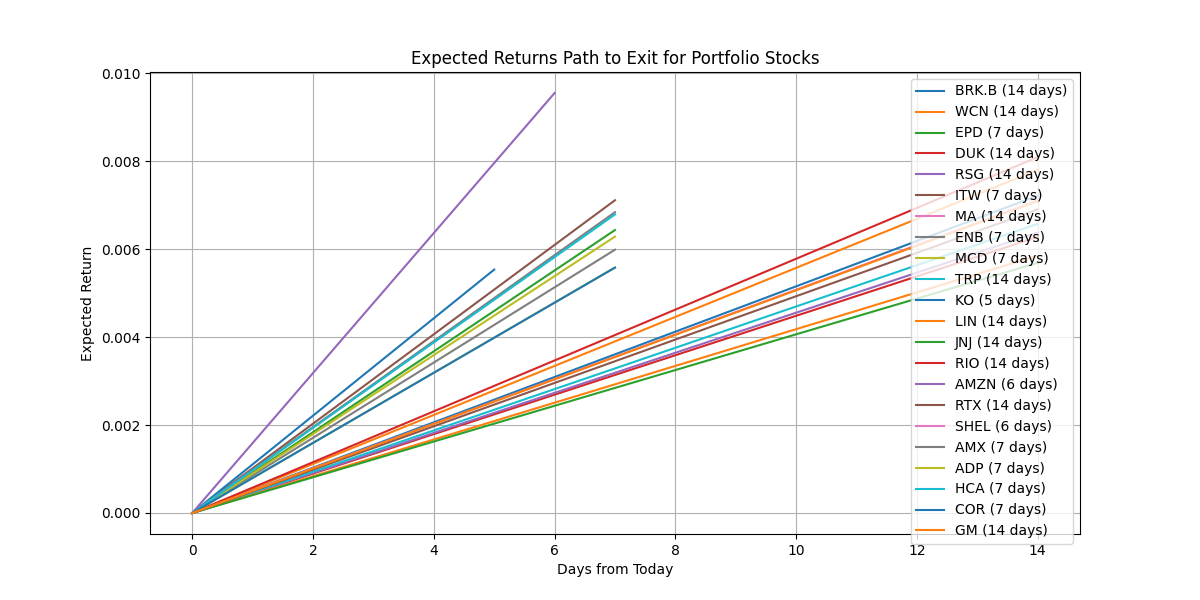 Expected Returns Path to Exit for Portfolio Stocks
0.010
0.008
0.006
0.004
0.002
0.000
Expected Return
0
2
4
6
8
10
12
14
Days from Today
BRK.B (14 days)
WCN (14 days)
EPD (7 days)
DUK (14 days)
RSG (14 days)
ITW (7 days)
MA (14 days)
ENB (7 days)
MCD (7 days)
TRP (14 days)
KO (5 days)
LIN (14 days)
JNJ (14 days)
RIO (14 days)
AMZN (6 days)
RTX (14 days)
SHEL (6 days)
AMX (7 days)
ADP (7 days)
HCA (7 days)
COR (7 days)
GM (14 days)